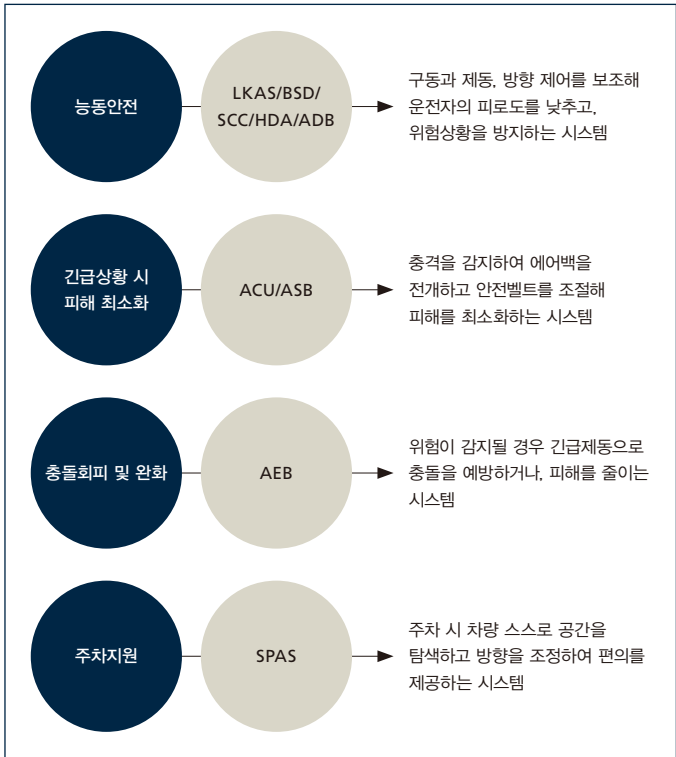 능동안전
LKAS/BSD/
SCC/HDA/ADB
구동과 제동, 방향 제어를 보조해
운전자의 피로도를 낮추고,
위험상황을 방지하는 시스템
긴급상황 시
피해 최소화
ACU/ASB
충격을 감지하여 에어백을
전개하고 안전벨트를 조절해
피해를 최소화하는 시스템
충돌회피 및 완화
AEB
위험이 감지될 경우 긴급제동으로
충돌을 예방하거나, 피해를 줄이는
시스템
주차지원
SPAS
주차 시 차량 스스로 공간을
탐색하고 방향을 조정하여 편의를
제공하는 시스템